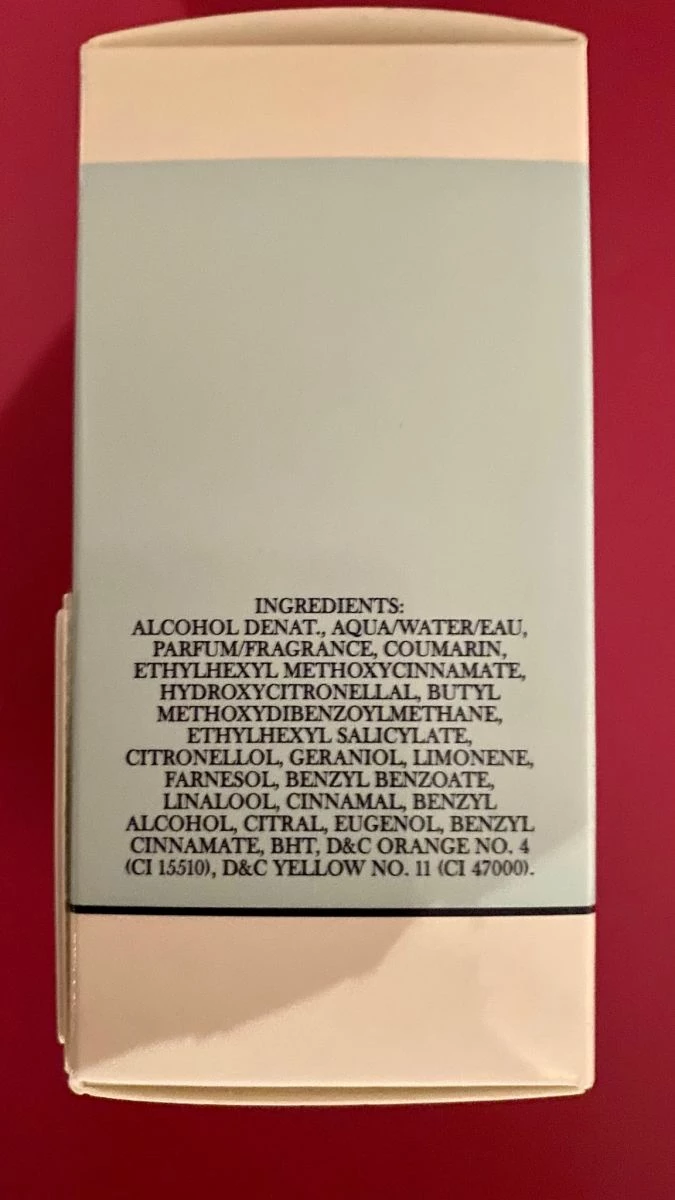 INGREDIENTS:
ALCOHOL DENAT., AQUA/WATER/EAU,
PARFUM/FRAGRANCE, COUMARIN,
ETHYLHEXYL METHOXYCINNAMATE,
HYDROXYCITRONELLAL, BUTYL
METHOXYDIBENZOYLMETHANE,
ETHYLHEXYL SALICYLATE,
CITRONELLOL, GERANIOL, LIMONENE,
FARNESOL, BENZYL BENZOATE,
LINALOOL, CINNAMAL, BENZYL
ALCOHOL, CITRAL, EUGENOL, BENZYL
CINNAMATE, BHT, D&C ORANGE NO. 4
(CI 15510), D&C YELLOW NO. 11 (CI 47000).